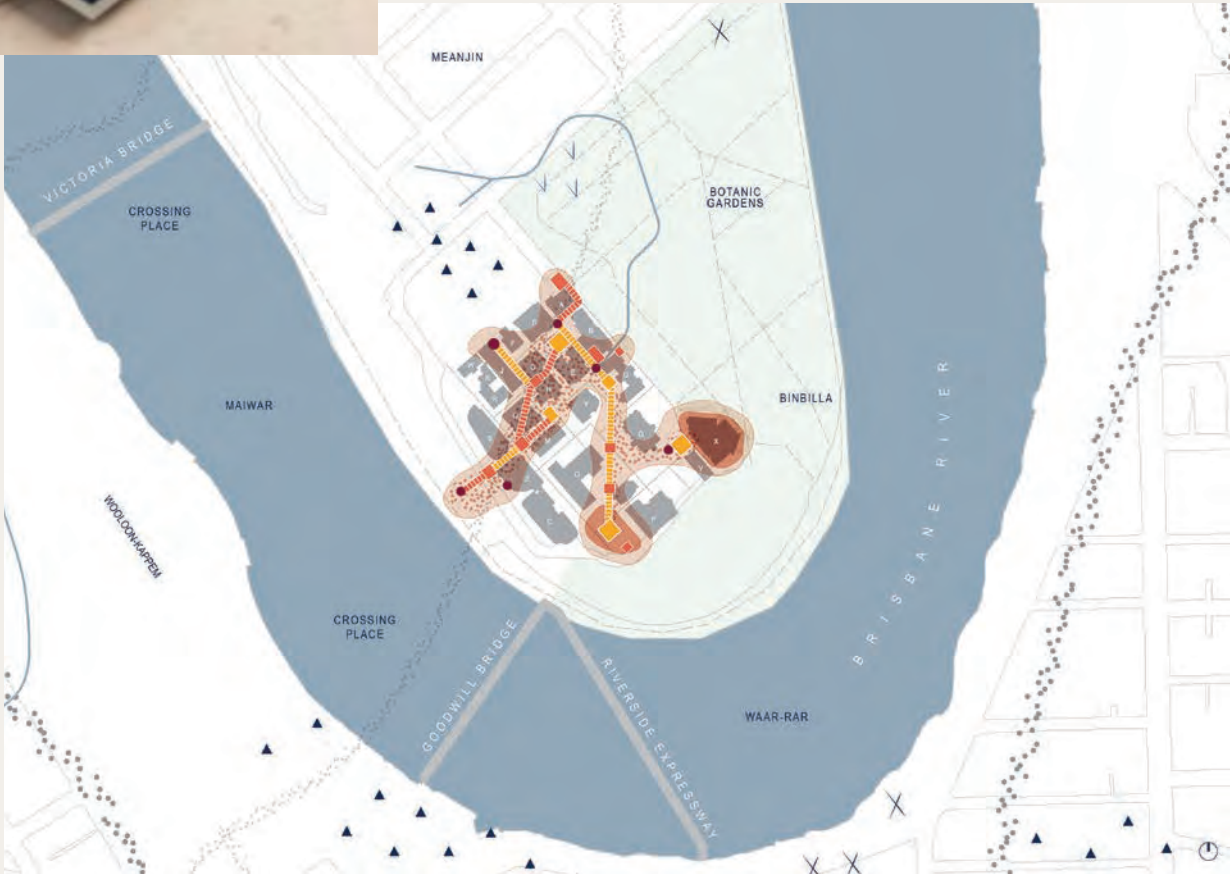 MEANJIN
VICTORIA BRIDGE
CROSSING
PLACE
BOTANIC
GARDENS
MAIWAR
BINBILLA
WOOLOON-KAPPEM
BRISBANE RIVER
CROSSING
PLACE
GOODWILL BRIDGE
RIVERSIDE EXPRESSWAY
WAAR-RAR